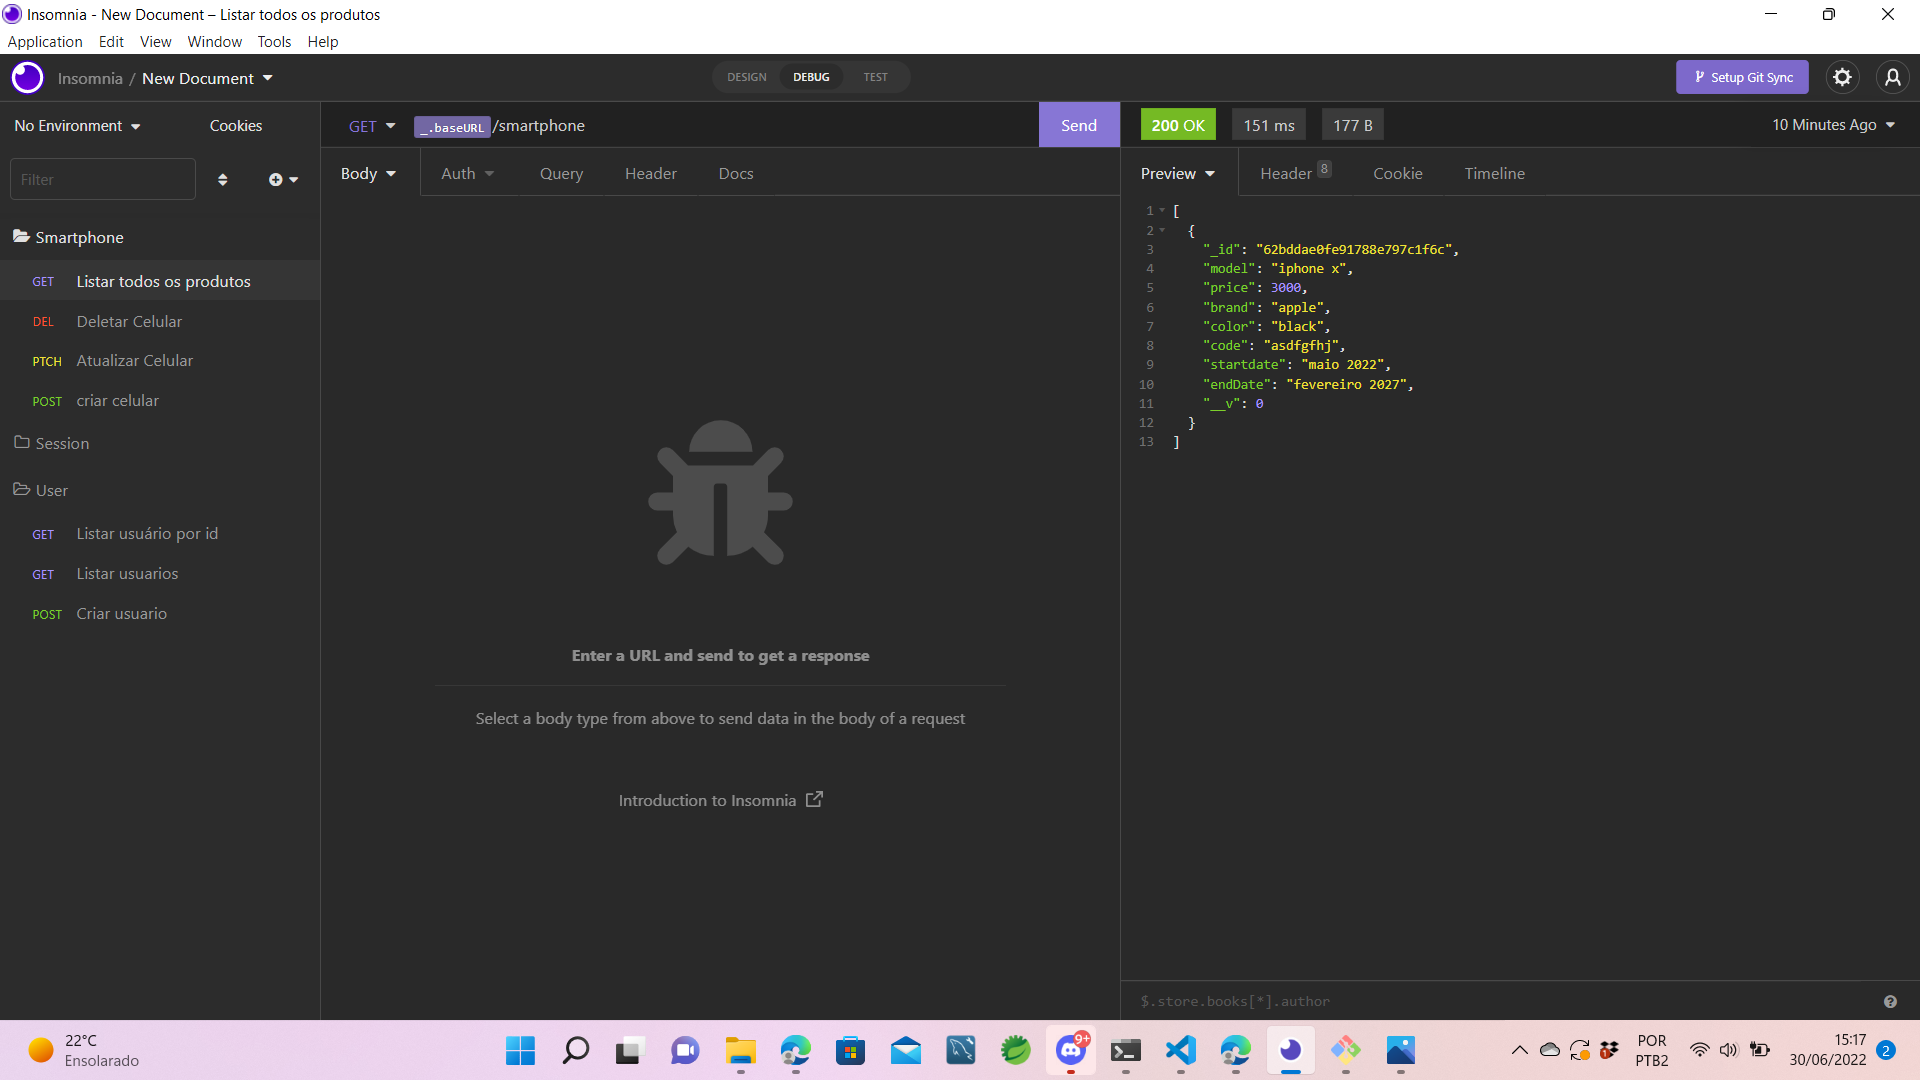 Insomnia - New Document – Listar todos os produtos
Application Edit View Window Tools Help
Insomnia / New Document
DESIGN DEBUG TEST
Setup Git Sync
No Environment Cookies
GET _.baseURL /smartphone Send
200 OK 151 ms 177 B 10 Minutes Ago
Filter
Body Auth Query Header Docs
Preview Header 8 Cookie Timeline
Smartphone
GET Listar todos os produtos
DEL Deletar Celular
PTCH Atualizar Celular
POST criar celular
Session
User
GET Listar usuário por id
GET Listar usuarios
POST Criar usuario
Enter a URL and send to get a response
Select a body type from above to send data in the body of a request
Introduction to Insomnia
1 [
2 {
3 "_id": "62bddae0fe91788e797c1f6c",
4 "model": "iphone x",
5 "price": 3000,
6 "brand": "apple",
7 "color": "black",
8 "code": "asdfgfhj",
9 "startdate": "maio 2022",
10 "endDate": "fevereiro 2027",
11 "__v": 0
12 }
13 ]
$.store.books[*].author
22°C
Ensolarado
9+
1
POR
PTB2
15:17
30/06/2022
2